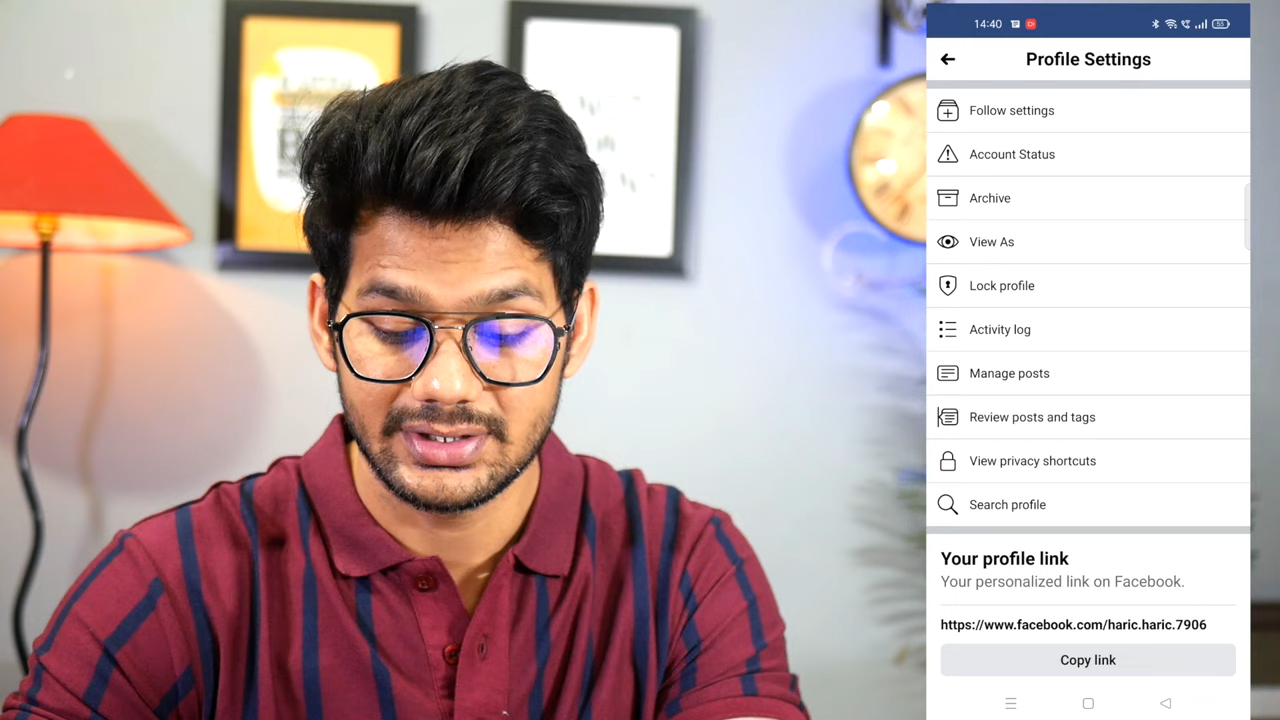 14:40
53
Profile Settings
Follow settings
Account Status
Archive
View As
Lock profile
Activity log
Manage posts
Review posts and tags
View privacy shortcuts
Search profile
Your profile link
Your personalized link on Facebook.
https://www.facebook.com/haric.haric.7906
Copy link